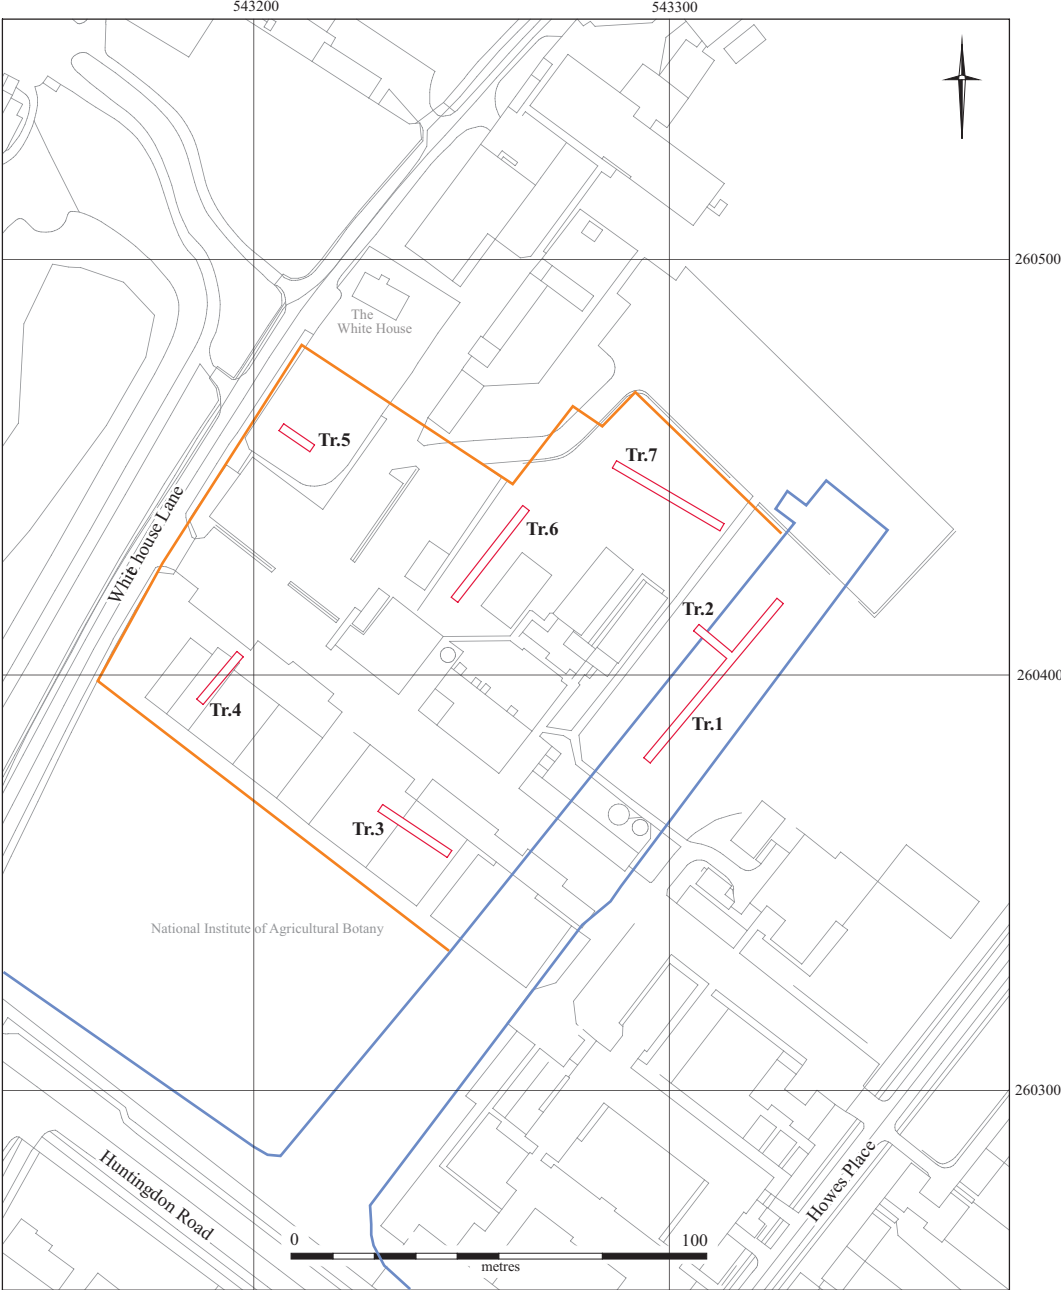 543200
543300
260500
The
White House
Tr.5
Tr.7
White house Lane
Tr.6
Tr.2
260400
Tr.4
Tr.1
Tr.3
National Institute of Agricultural Botany
260300
Huntingdon Road
Howes Place
0
100
metres